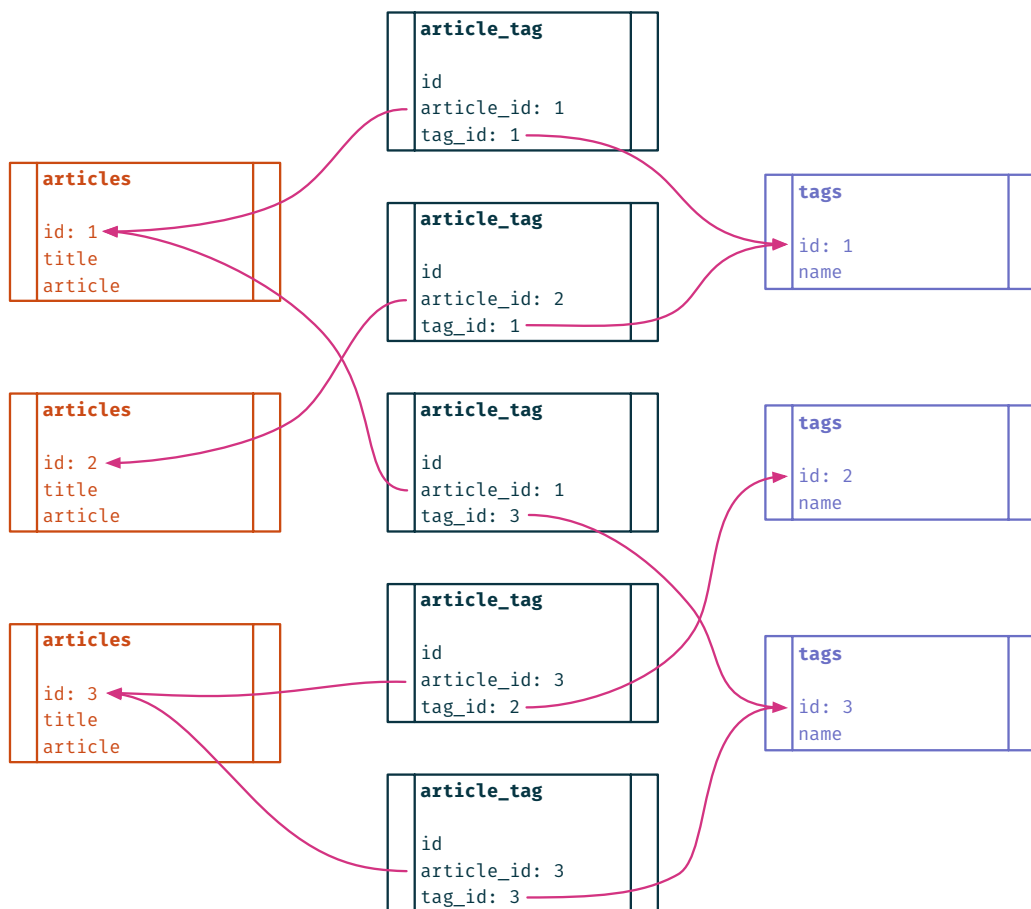 article_tag
id
article_id: 1
tag_id: 1
articles
id: 1
title
article
tags
id: 1
name
article_tag
id
article_id: 2
tag_id: 1
articles
id: 2
title
article
article_tag
id
article_id: 1
tag_id: 3
tags
id: 2
name
article_tag
id
article_id: 3
tag_id: 2
articles
id: 3
title
article
tags
id: 3
name
article_tag
id
article_id: 3
tag_id: 3